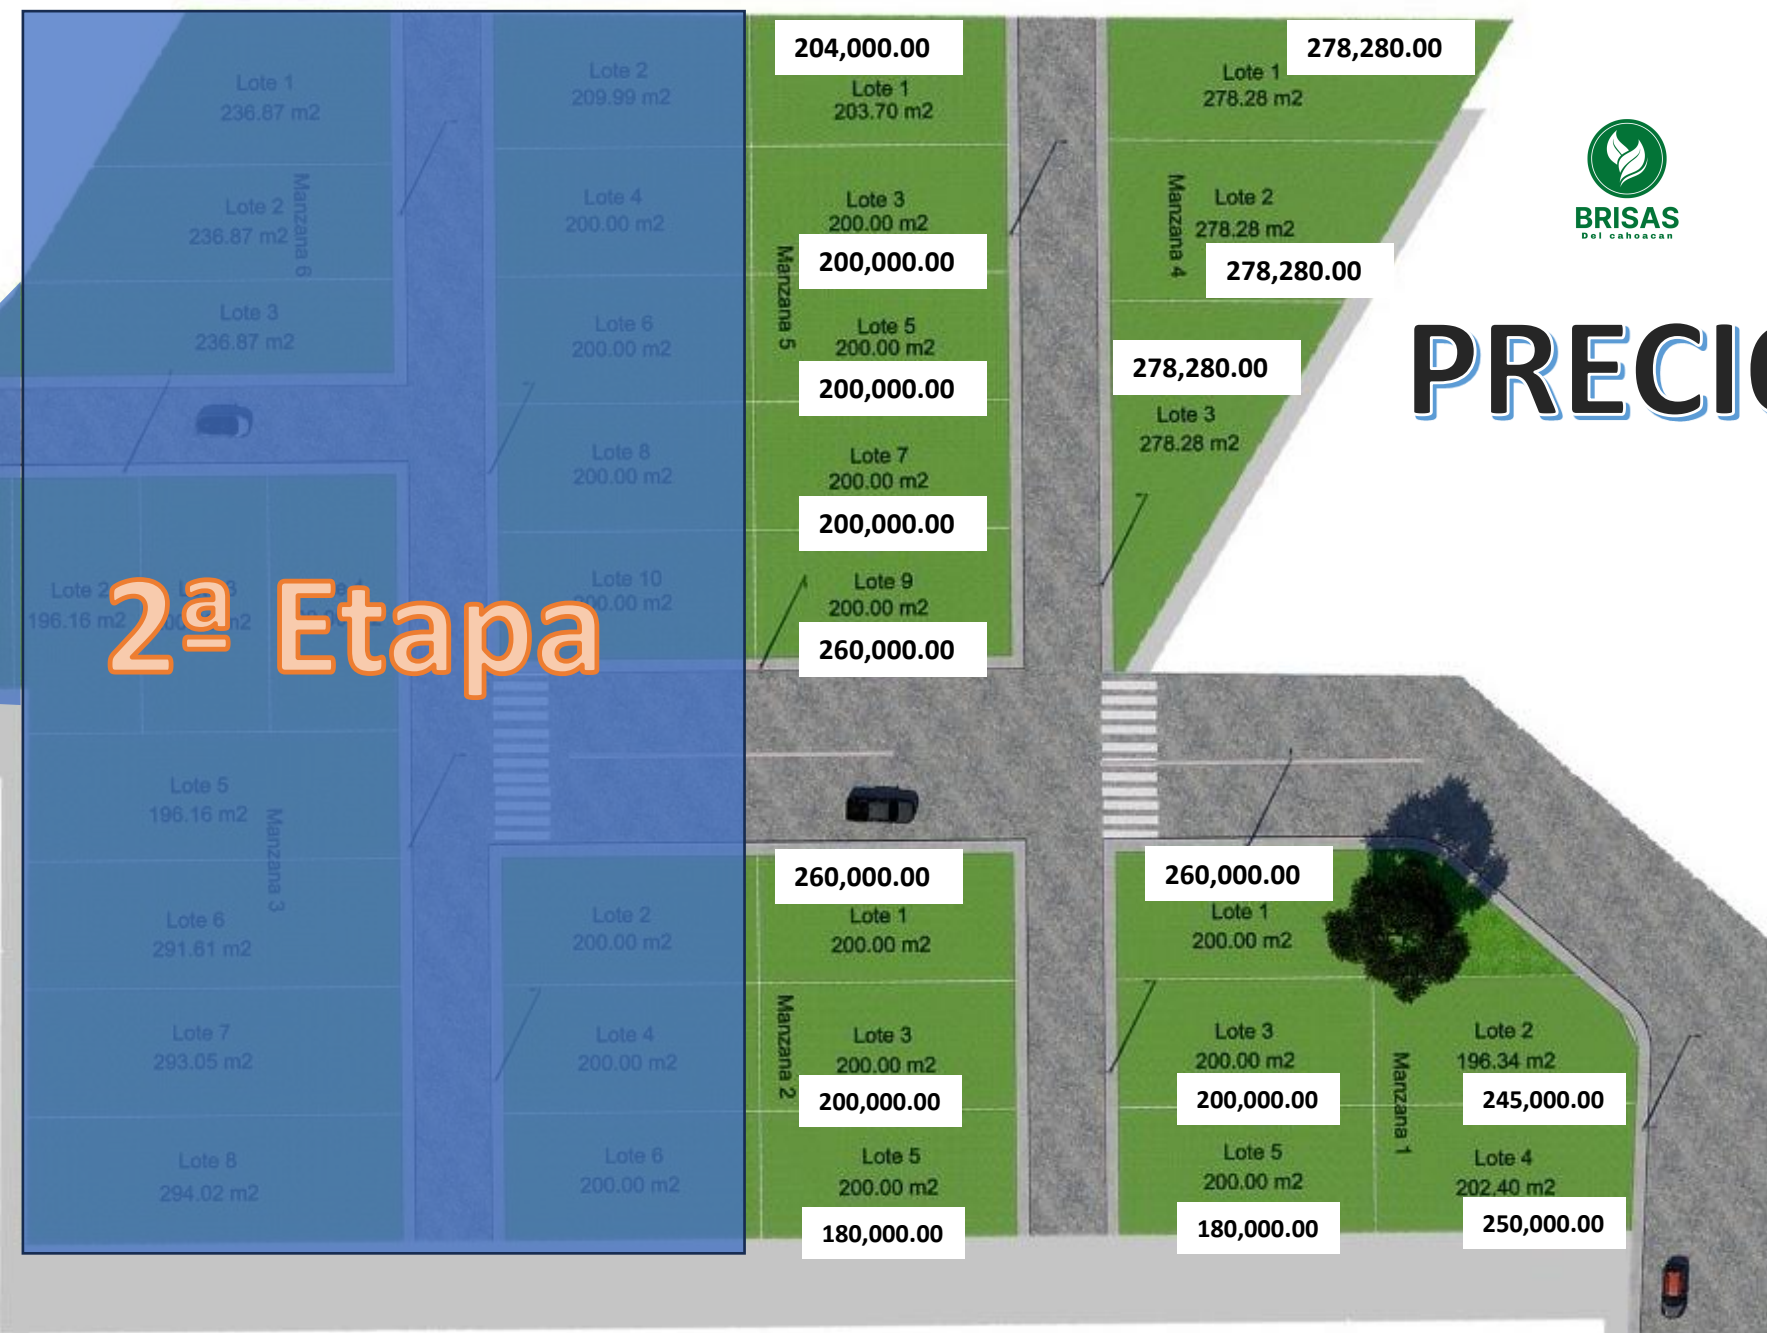 Lote 1
236.87 m2
Lote 2
236.87 m2
Manzana 6
Lote 3
236.87 m2
Lote 2
209.99 m2
Lote 4
200.00 m2
Lote 6
200.00 m2
Lote 8
200.00 m2
Lote 10
200.00 m2
204,000.00
Lote 1
203.70 m2
Lote 3
200.00 m2
200,000.00
Manzana 5
Lote 5
200.00 m2
200,000.00
Lote 7
200.00 m2
200,000.00
Lote 9
200.00 m2
260,000.00
278,280.00
Lote 1
278.28 m2
Manzana 4
Lote 2
278.28 m2
278,280.00
278,280.00
Lote 3
278.28 m2
BRISAS
Del cahoacan
PRECIO
Lote 2
196.16 m2
2ª Etapa
Lote 5
196.16 m2
Manzana 3
Lote 6
291.61 m2
Lote 7
293.05 m2
Lote 8
294.02 m2
Lote 2
200.00 m2
Lote 4
200.00 m2
Lote 6
200.00 m2
260,000.00
Lote 1
200.00 m2
Manzana 2
Lote 3
200.00 m2
200,000.00
Lote 5
200.00 m2
180,000.00
260,000.00
Lote 1
200.00 m2
Lote 3
200.00 m2
200,000.00
Lote 5
200.00 m2
180,000.00
Manzana 1
Lote 2
196.34 m2
245,000.00
Lote 4
202.40 m2
250,000.00